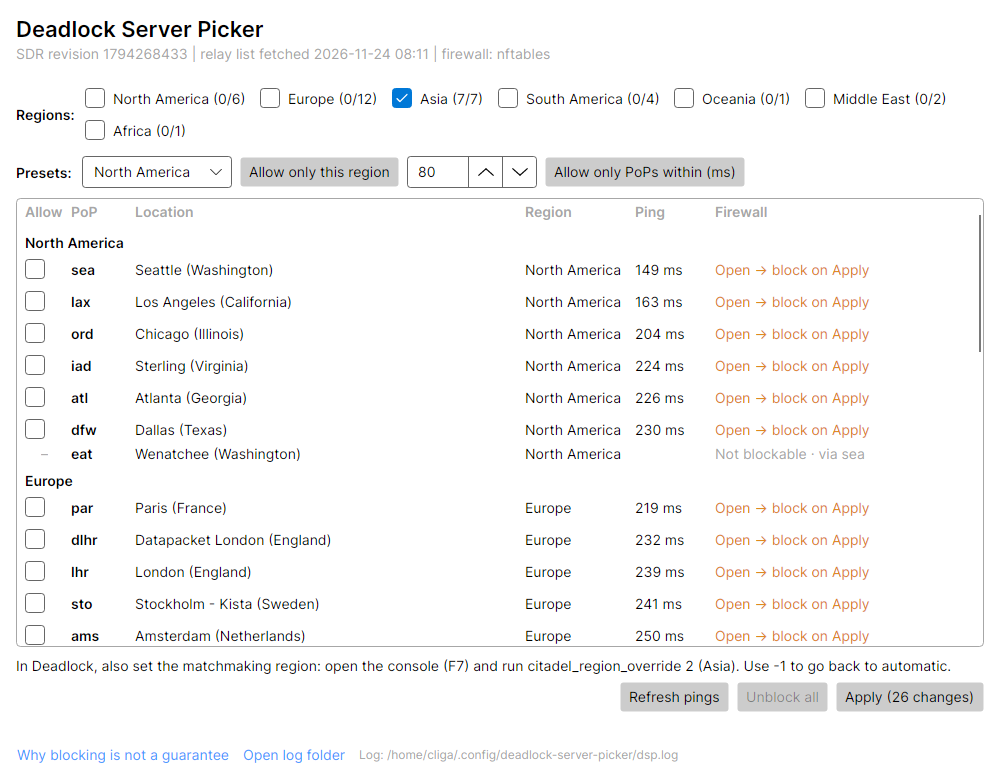 Deadlock Server Picker
SDR revision 1794268433 | relay list fetched 2026-11-24 08:11 | firewall: nftables
Regions: North America (0/6) Europe (0/12) Asia (7/7) South America (0/4) Oceania (0/1) Middle East (0/2)
Africa (0/1)
Presets: North America Allow only this region 80 Allow only PoPs within (ms)
Allow PoP Location Region Ping Firewall
North America
sea Seattle (Washington) North America 149 ms Open → block on Apply
lax Los Angeles (California) North America 163 ms Open → block on Apply
ord Chicago (Illinois) North America 204 ms Open → block on Apply
iad Sterling (Virginia) North America 224 ms Open → block on Apply
atl Atlanta (Georgia) North America 226 ms Open → block on Apply
dfw Dallas (Texas) North America 230 ms Open → block on Apply
– eat Wenatchee (Washington) North America Not blockable · via sea
Europe
par Paris (France) Europe 219 ms Open → block on Apply
dlhr Datapacket London (England) Europe 232 ms Open → block on Apply
lhr London (England) Europe 239 ms Open → block on Apply
sto Stockholm - Kista (Sweden) Europe 241 ms Open → block on Apply
ams Amsterdam (Netherlands) Europe 250 ms Open → block on Apply
In Deadlock, also set the matchmaking region: open the console (F7) and run citadel_region_override 2 (Asia). Use -1 to go back to automatic.
Refresh pings Unblock all Apply (26 changes)
Why blocking is not a guarantee Open log folder Log: /home/cliga/.config/deadlock-server-picker/dsp.log